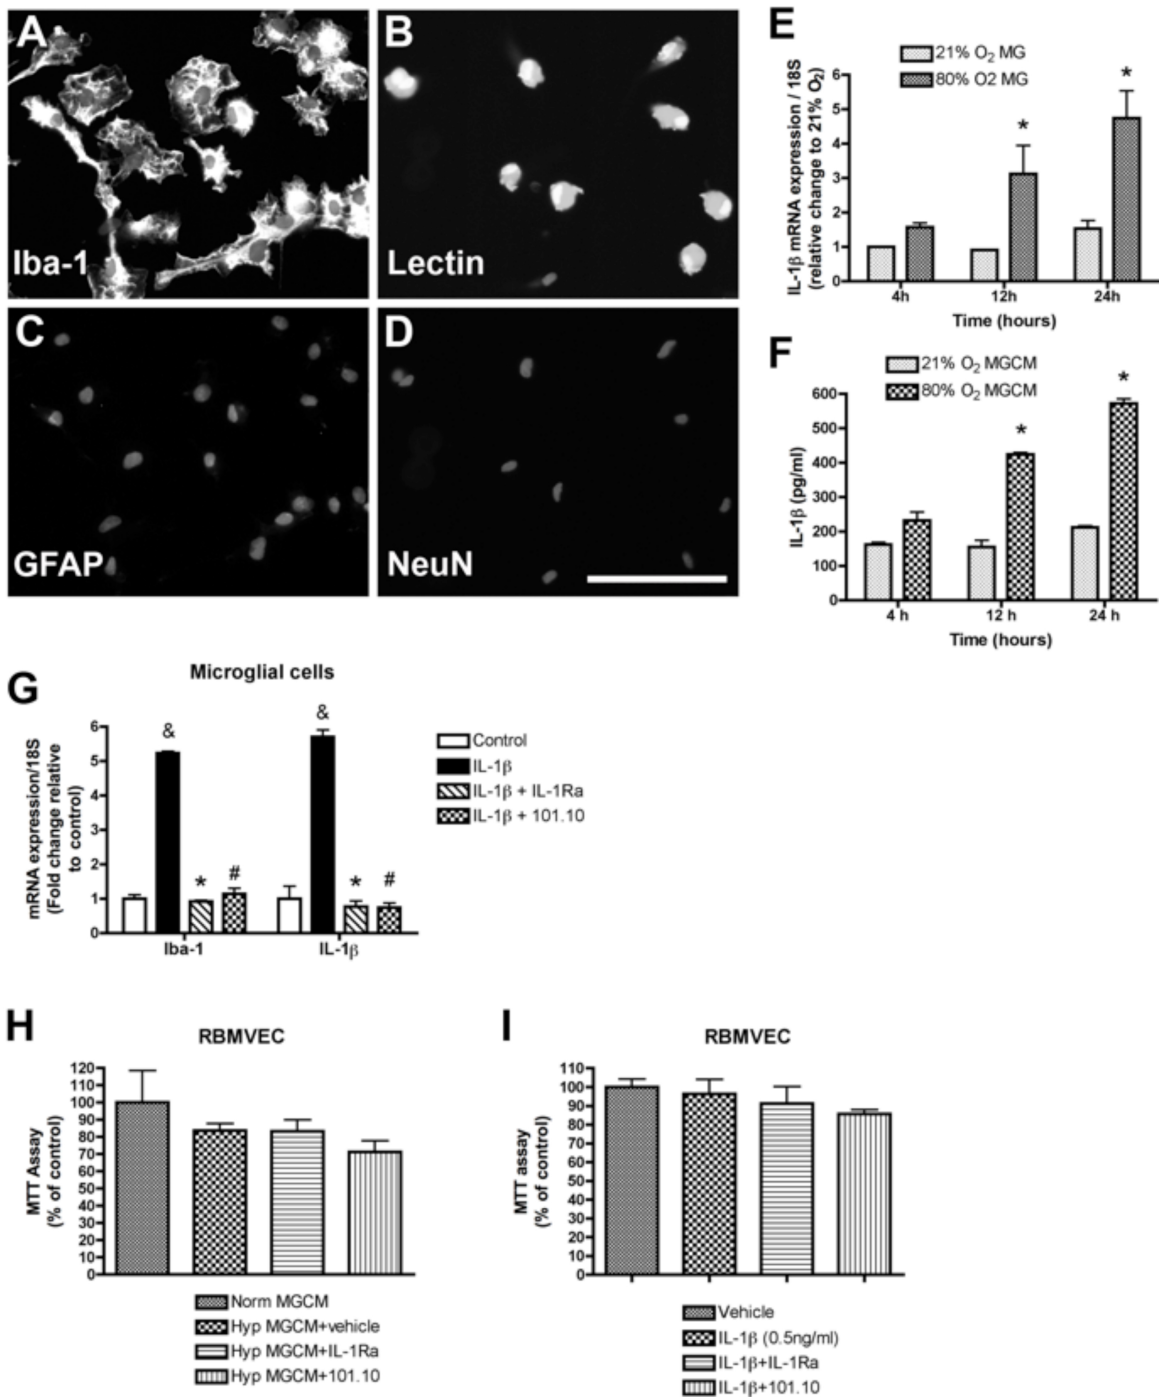 A
Iba-1
B
Lectin
C
GFAP
D
NeuN
E
21% O₂ MG
80% O2 MG
IL-1β mRNA expression / 18S
(relative change to 21% O₂)
6
5
4
3
2
1
0
*
*
4h
12h
24h
Time (hours)
F
21% O₂ MGCM
80% O₂ MGCM
IL-1β (pg/ml)
600
500
400
300
200
100
0
*
*
4 h
12 h
24 h
Time (hours)
G
Microglial cells
mRNA expression/18S
(Fold change relative
to control)
6
5
4
3
2
1
0
&
*
#
&
*
#
Iba-1
IL-1β
Control
IL-1β
IL-1β + IL-1Ra
IL-1β + 101.10
H
RBMVEC
MTT Assay
(% of control)
120
110
100
90
80
70
60
50
40
30
20
10
0
Norm MGCM
Hyp MGCM+vehicle
Hyp MGCM+IL-1Ra
Hyp MGCM+101.10
I
RBMVEC
MTT assay
(% of control)
110
100
90
80
70
60
50
40
30
20
10
0
Vehicle
IL-1β (0.5ng/ml)
IL-1β+IL-1Ra
IL-1β+101.10